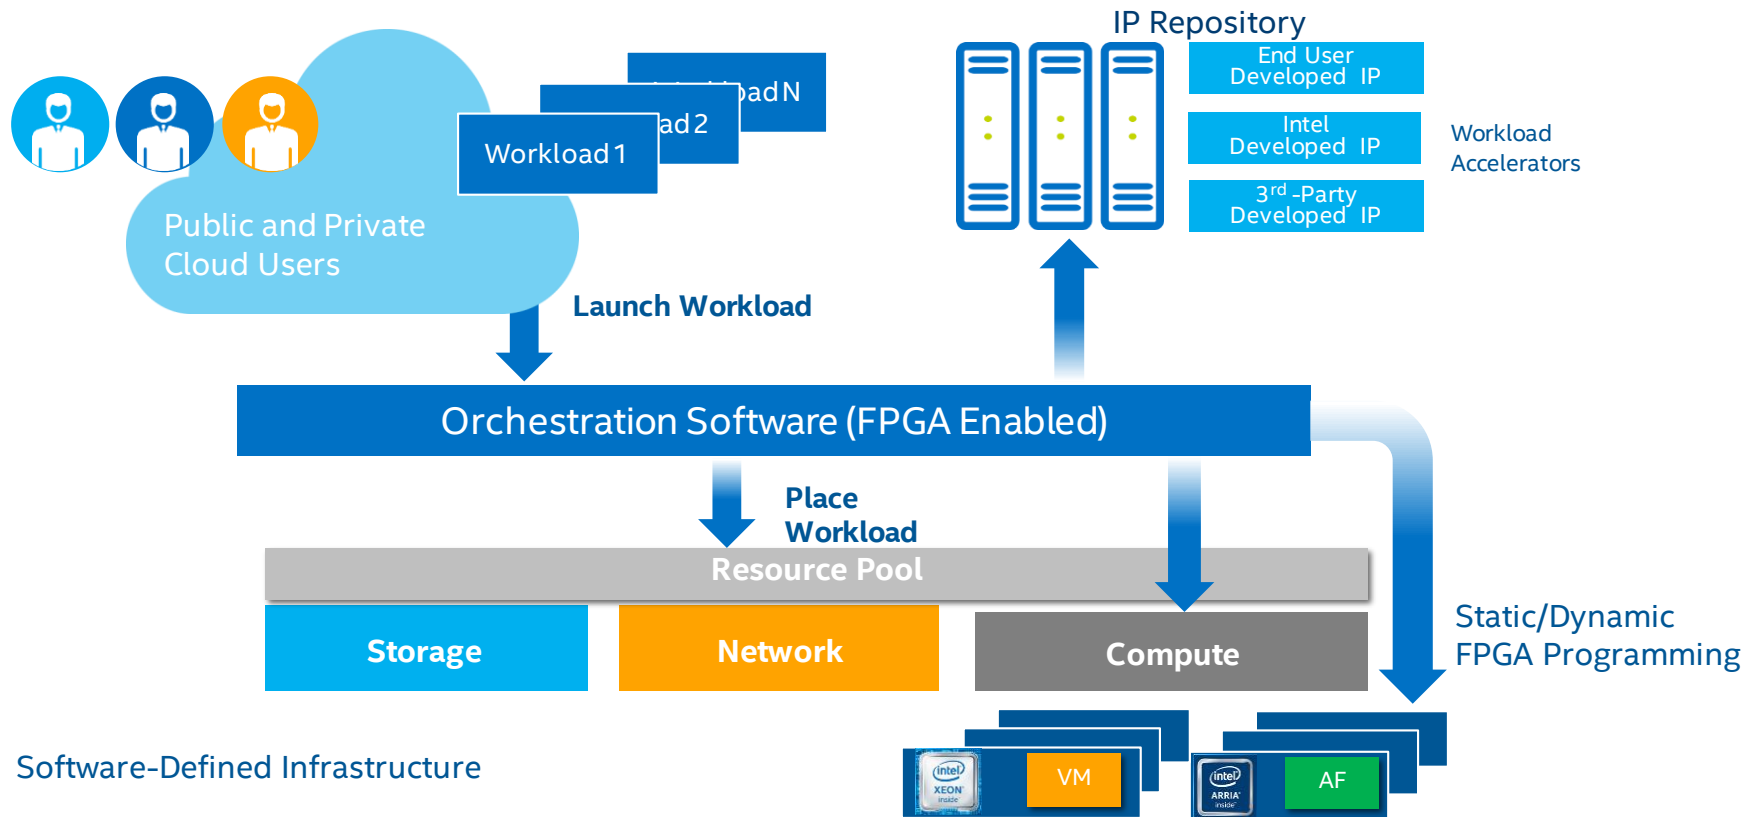 IP Repository
End User
Developed IP
Intel
Developed IP
3rd-Party
Developed IP
Workload
Accelerators
Workload N
ad 2
Workload 1
Public and Private
Cloud Users
Launch Workload
Orchestration Software (FPGA Enabled)
Place
Workload
Resource Pool
Storage
Network
Compute
Static/Dynamic
FPGA Programming
Software-Defined Infrastructure
intel
XEON
inside
VM
intel
ARRIA
inside
AF